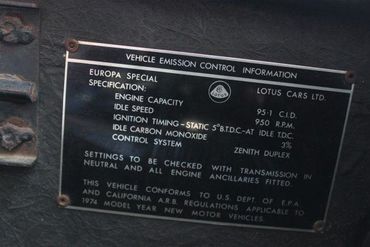 VEHICLE EMISSION CONTROL INFORMATION
EUROPA SPECIAL LOTUS CARS LTD.
SPECIFICATION:
ENGINE CAPACITY 95·1 C.I.D.
IDLE SPEED 950 R.P.M.
IGNITION TIMING-STATIC 5°B.T.D.C-AT IDLE T.D.C.
IDLE CARBON MONOXIDE 3%
CONTROL SYSTEM ZENITH DUPLEX
SETTINGS TO BE CHECKED WITH TRANSMISSION IN
NEUTRAL AND ALL ENGINE ANCILLARIES FITTED.
THIS VEHICLE CONFORMS TO U.S DEPT OF E.P.A
AND CALIFORNIA A.R.B. REGULATIONS APPLICABLE TO
1974 MODEL YEAR NEW MOTOR VEHICLES.